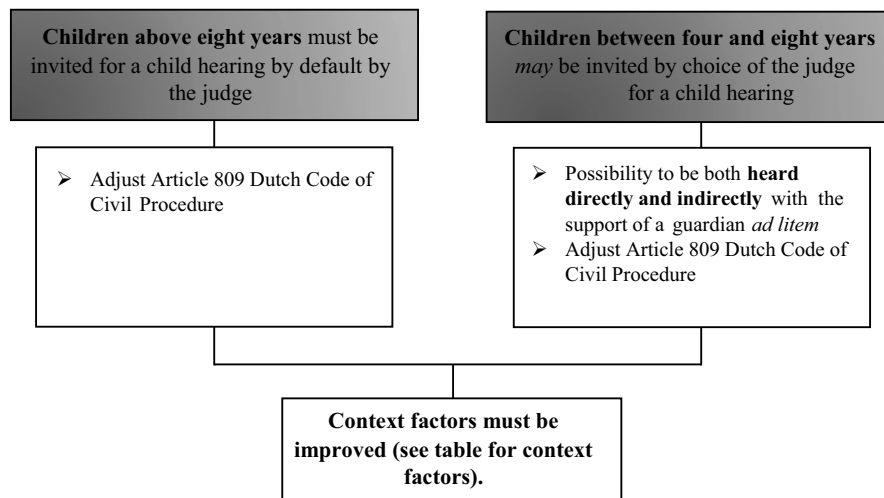 Children above eight years must be
invited for a child hearing by default by
the judge
Children between four and eight years
may be invited by choice of the judge
for a child hearing
➢ Adjust Article 809 Dutch Code of
Civil Procedure
➢ Possibility to be both heard
directly and indirectly with the
support of a guardian ad litem
➢ Adjust Article 809 Dutch Code of
Civil Procedure
Context factors must be
improved (see table for context
factors).